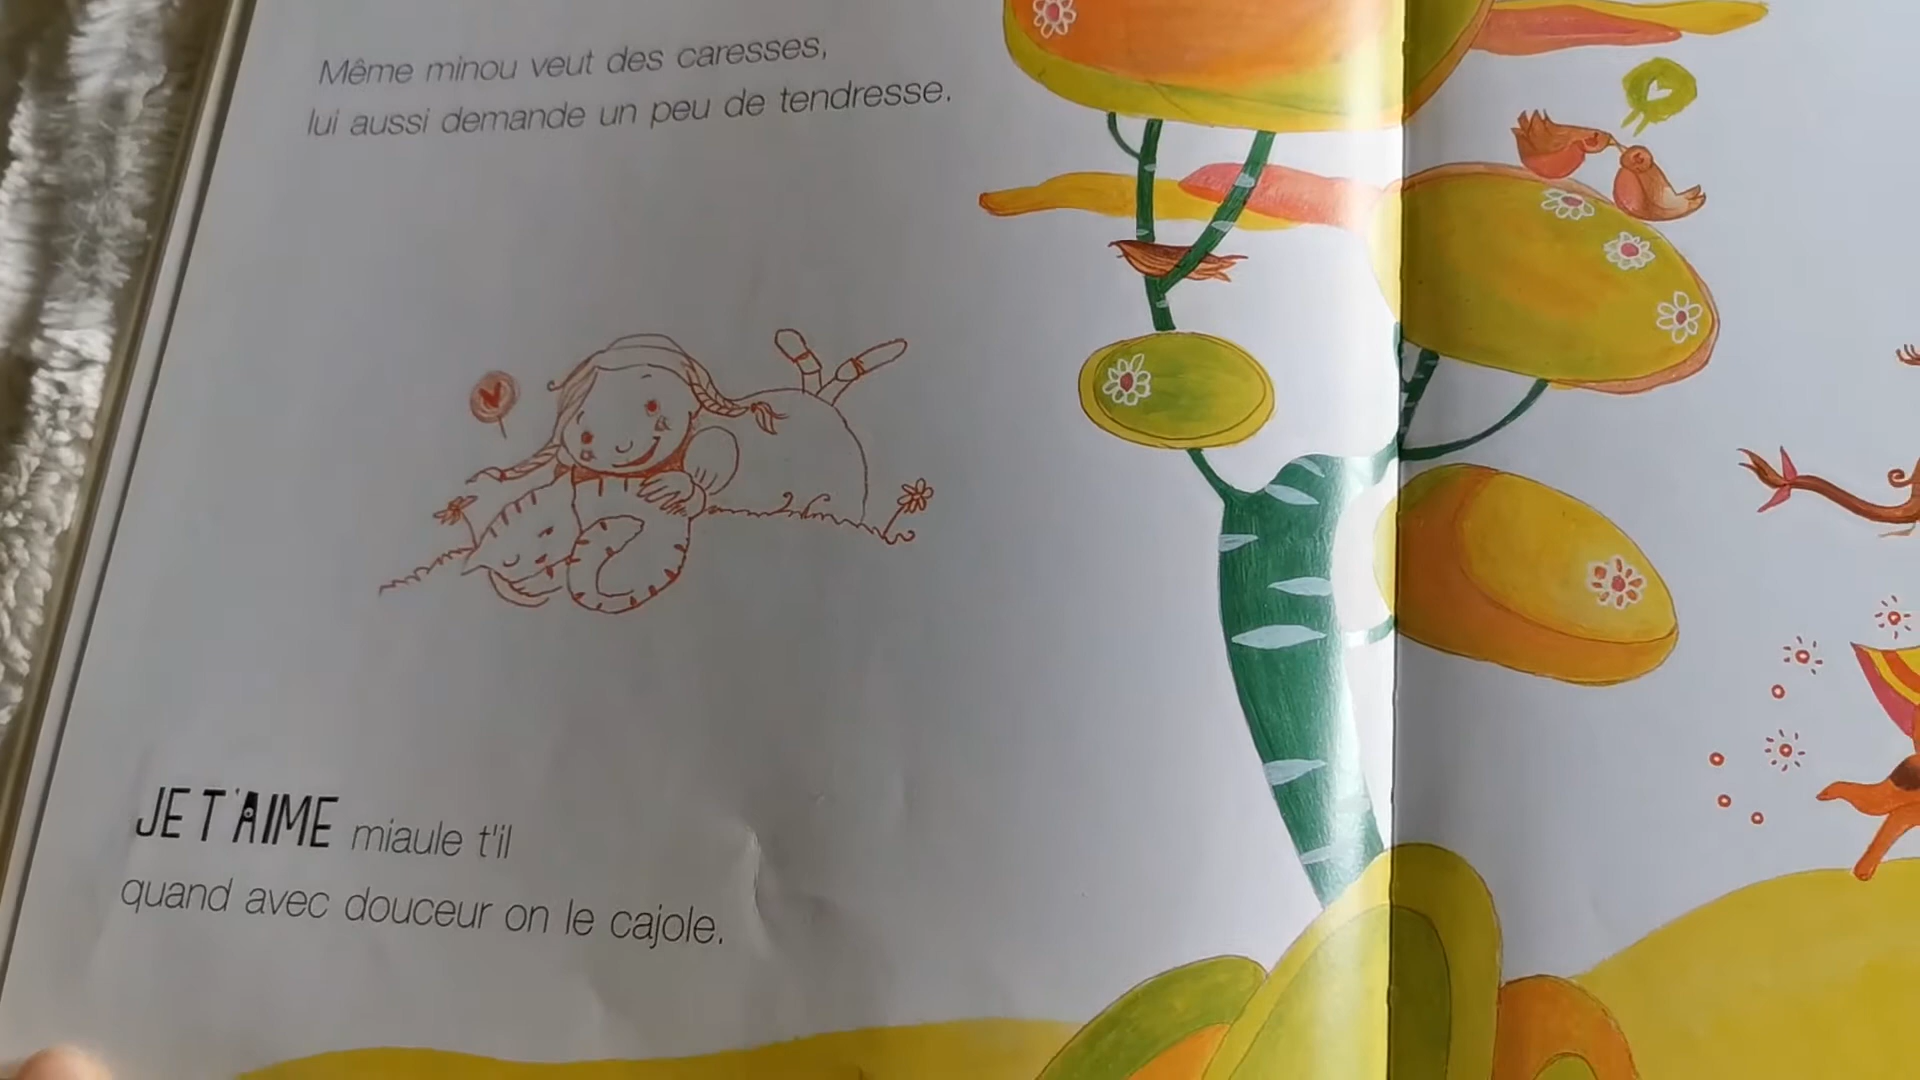 Même minou veut des caresses,
lui aussi demande un peu de tendresse.
JE T'AIME miaule t'il
quand avec douceur on le cajole.